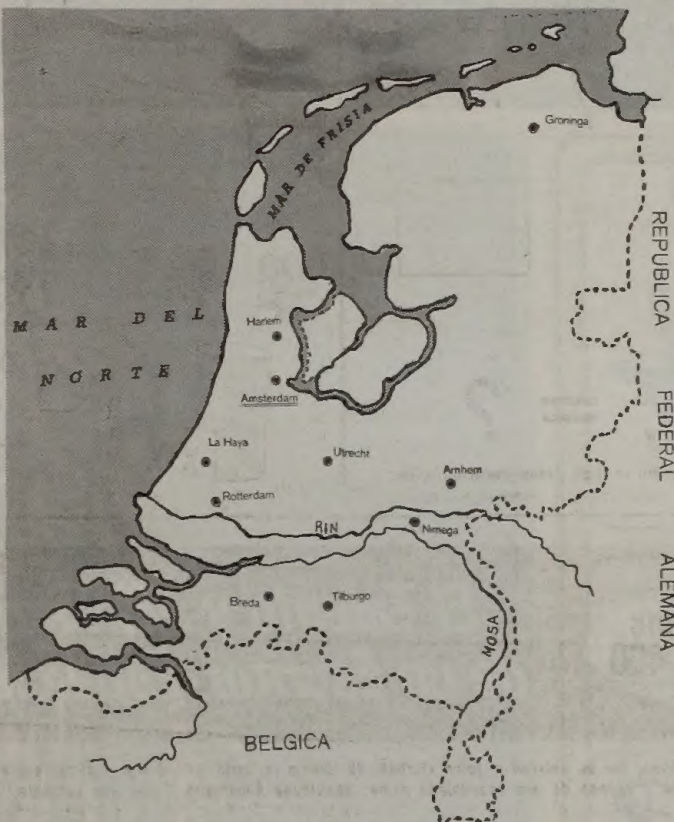 MAR DE FRISIA
Groninga
REPUBLICA FEDERAL ALEMANA
MAR DEL
NORTE
Harlem
Amsterdam
La Haya
Utrecht
Arnhem
Rotterdam
RIN
Nimega
Breda
Tilburgo
MOSA
BELGICA